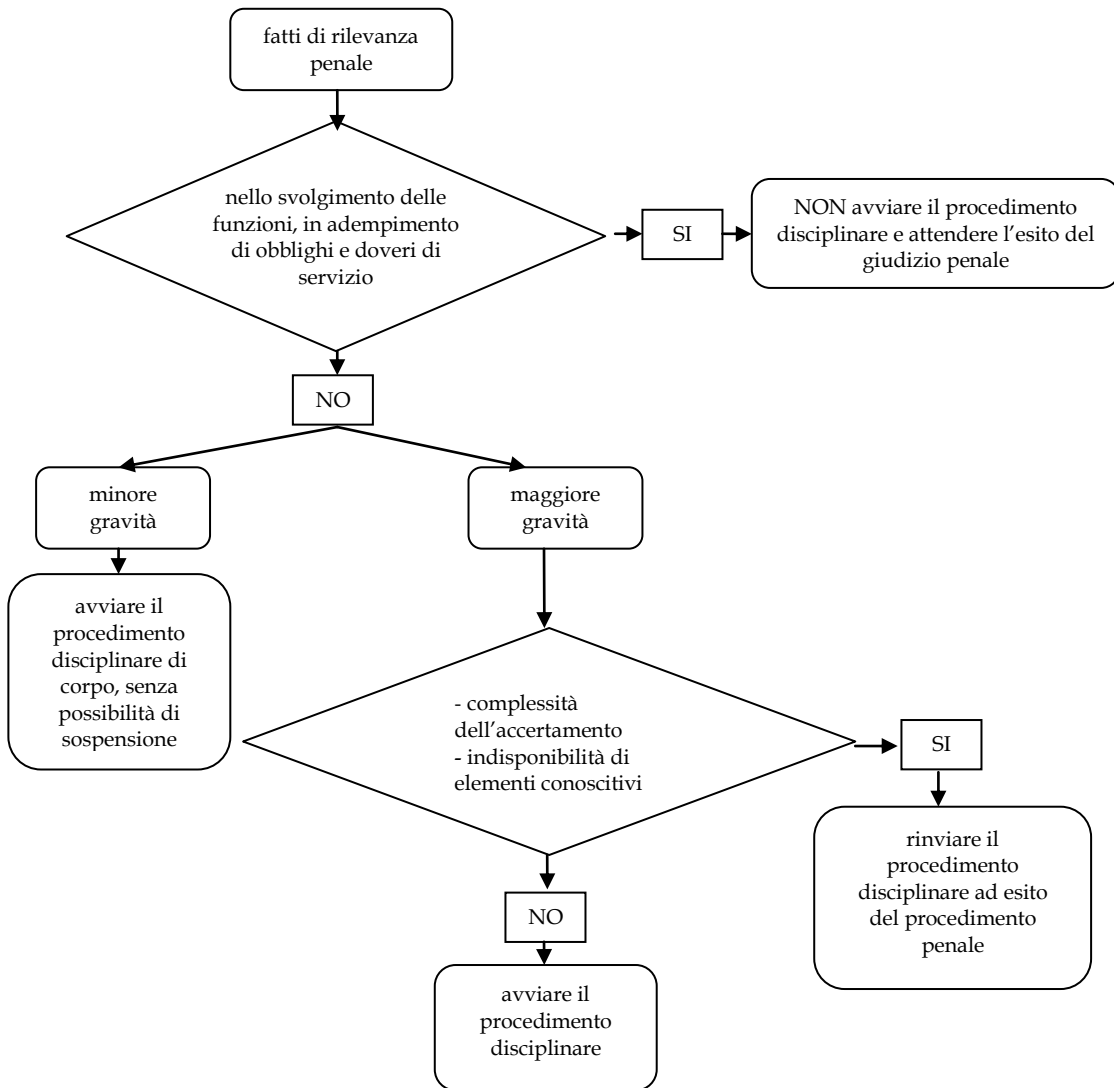 fatti di rilevanza
penale
nello svolgimento delle
funzioni, in adempimento
di obblighi e doveri di
servizio
SI
NON avviare il procedimento
disciplinare e attendere l’esito del
giudizio penale
NO
minore
gravità
maggiore
gravità
avviare il
procedimento
disciplinare di
corpo, senza
possibilità di
sospensione
- complessità
dell’accertamento
- indisponibilità di
elementi conoscitivi
SI
rinviare il
procedimento
disciplinare ad esito
del procedimento
penale
NO
avviare il
procedimento
disciplinare